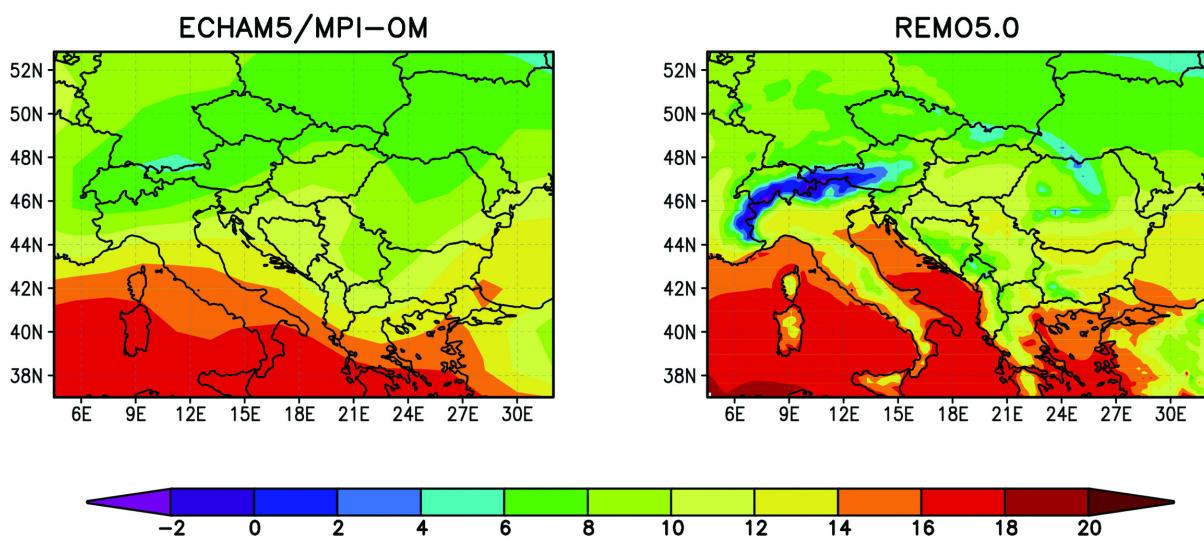 ECHAM5/MPI-OM
REMO5.0
52N
50N
48N
46N
44N
42N
40N
38N
6E 9E 12E 15E 18E 21E 24E 27E 30E
52N
50N
48N
46N
44N
42N
40N
38N
6E 9E 12E 15E 18E 21E 24E 27E 30E
-2 0 2 4 6 8 10 12 14 16 18 20